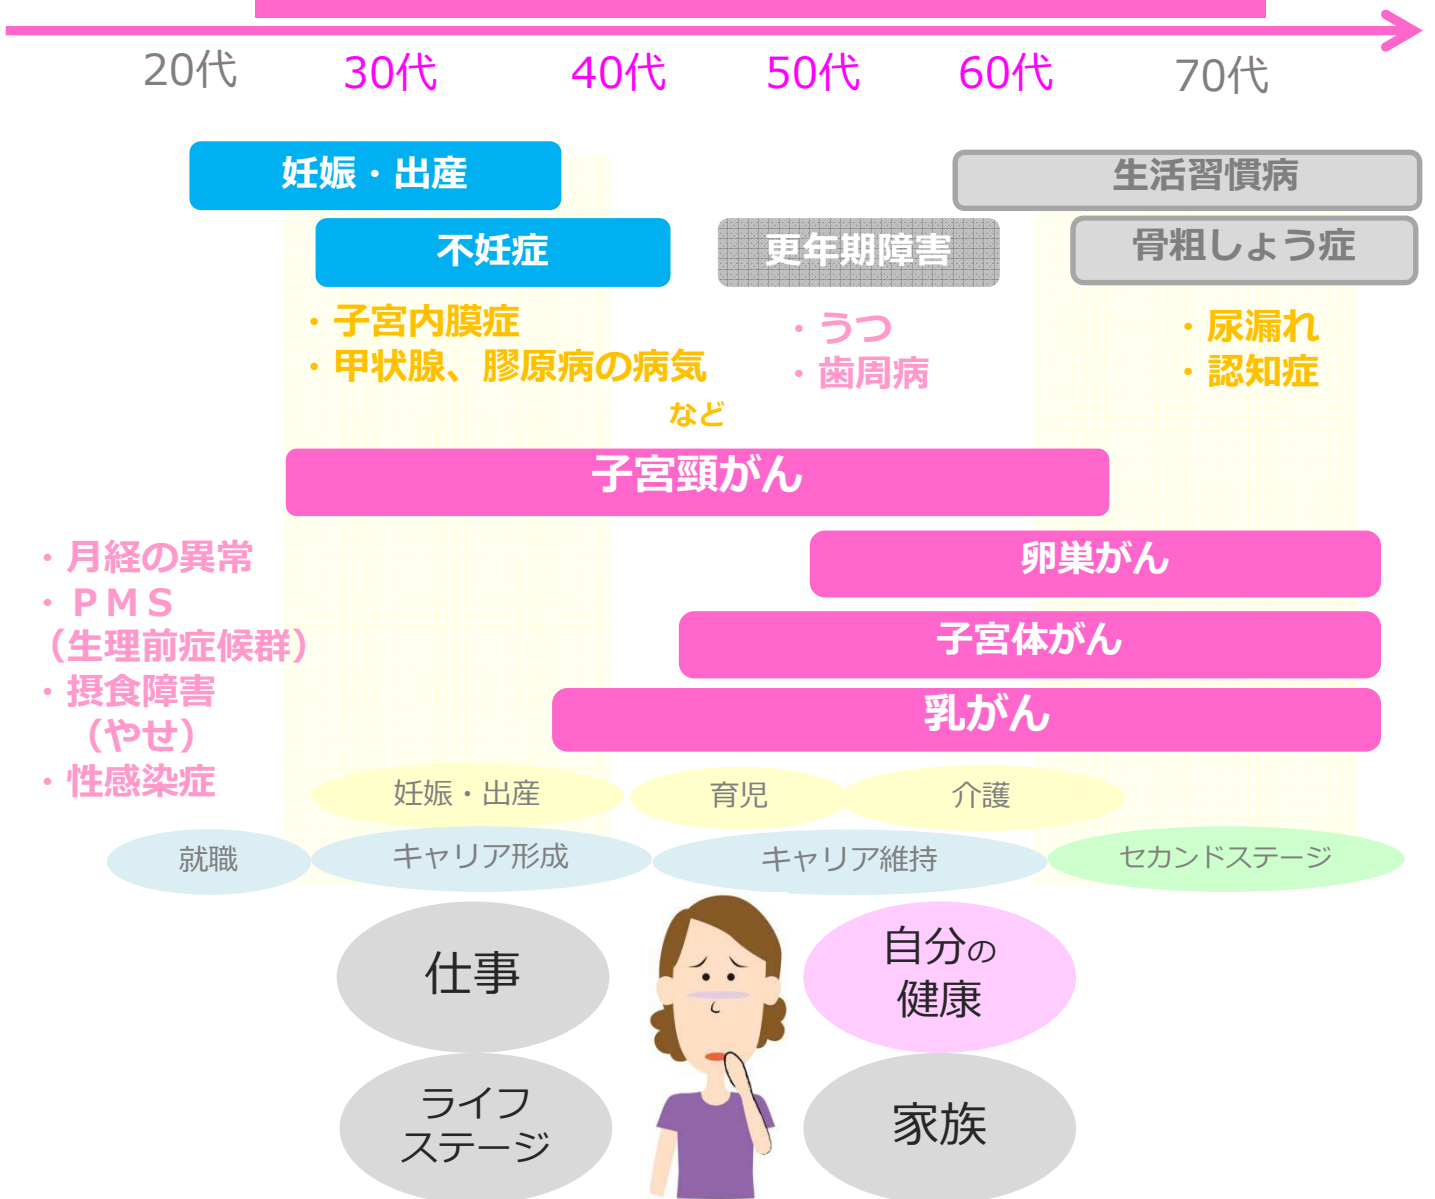 20代 30代 40代 50代 60代 70代
妊娠・出産
生活習慣病
不妊症
更年期障害
骨粗しょう症
・子宮内膜症
・甲状腺、膠原病の病気
など
・うつ
・歯周病
・尿漏れ
・認知症
子宮頸がん
卵巣がん
子宮体がん
乳がん
・月経の異常
・ＰＭＳ
（生理前症候群）
・摂食障害
（やせ）
・性感染症
妊娠・出産
育児
介護
就職
キャリア形成
キャリア維持
セカンドステージ
仕事
自分の
健康
ライフ
ステージ
家族